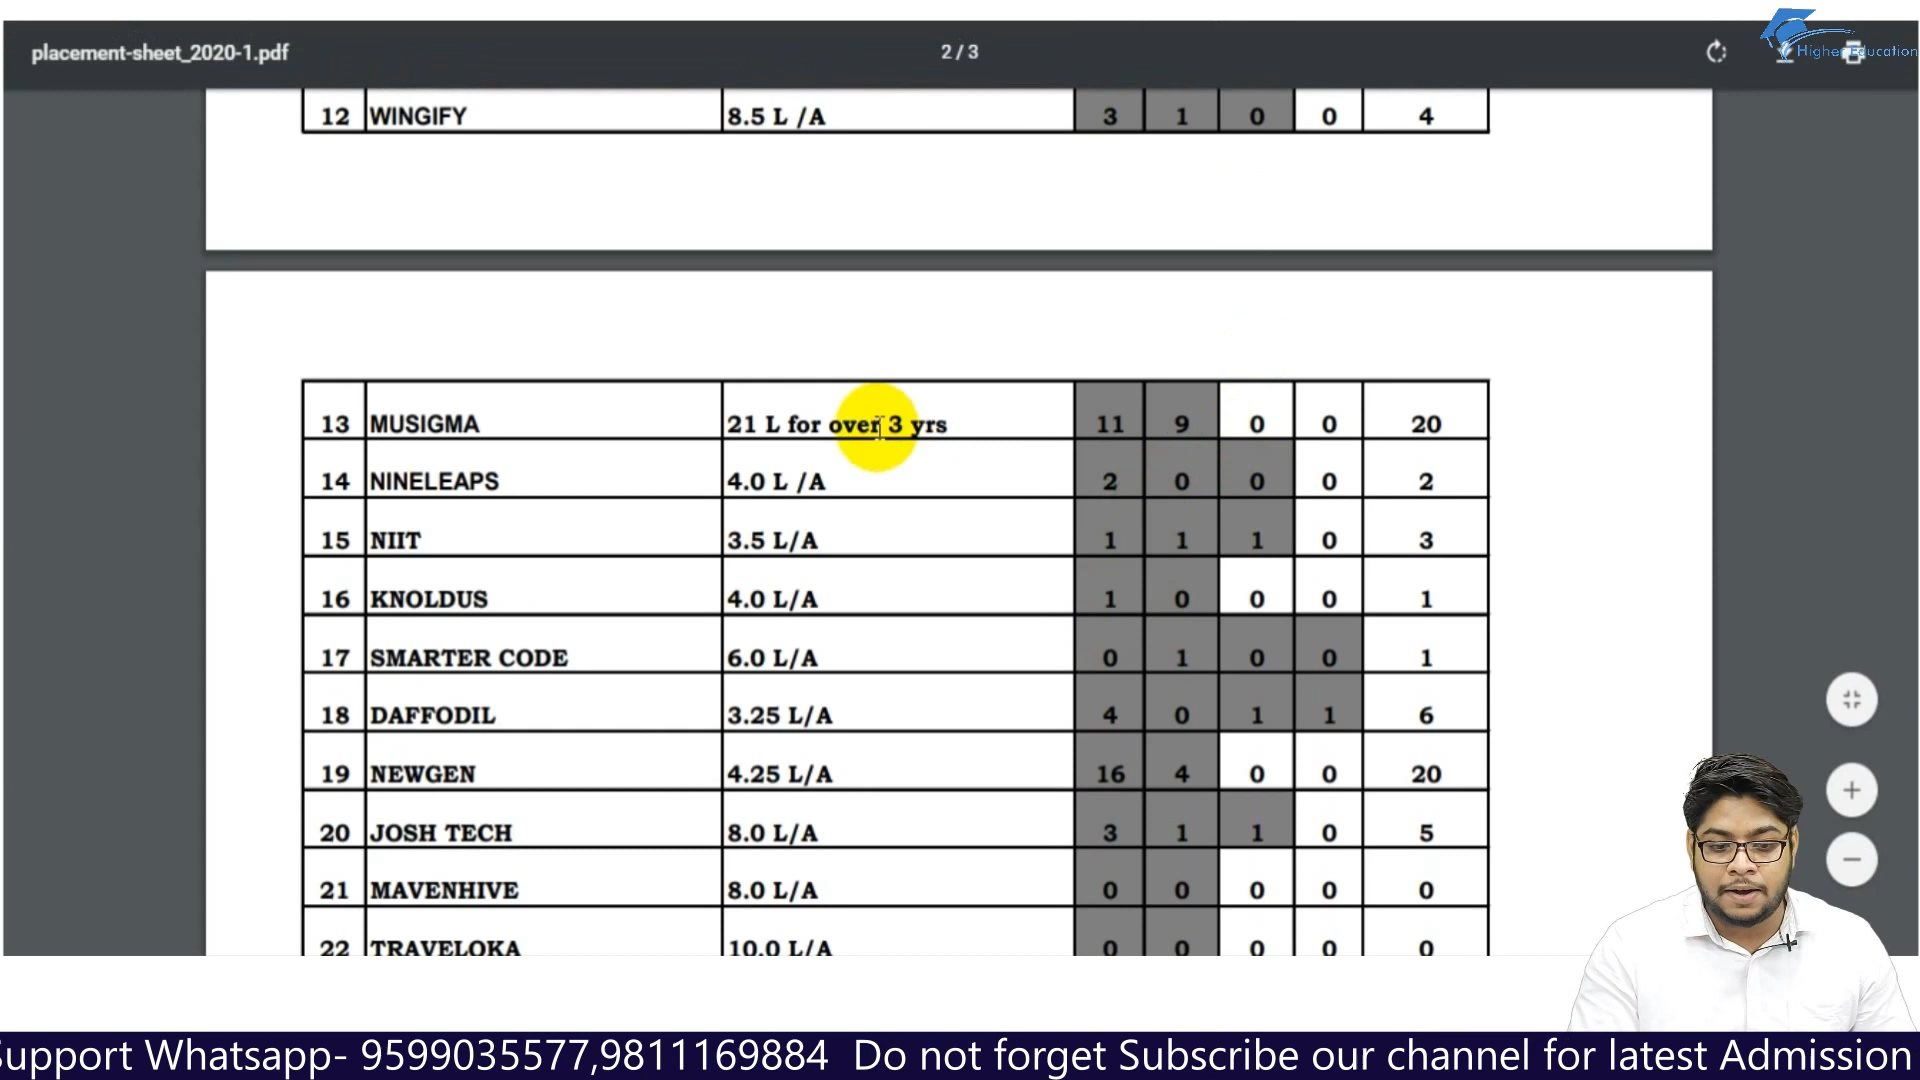 placement-sheet_2020-1.pdf 2 / 3 Higher Education
12 WINGIFY 8.5 L /A 3 1 0 0 4
13 MUSIGMA 21 L for over 3 yrs 11 9 0 0 20
14 NINELEAPS 4.0 L /A 2 0 0 0 2
15 NIIT 3.5 L/A 1 1 1 0 3
16 KNOLDUS 4.0 L/A 1 0 0 0 1
17 SMARTER CODE 6.0 L/A 0 1 0 0 1
18 DAFFODIL 3.25 L/A 4 0 1 1 6
19 NEWGEN 4.25 L/A 16 4 0 0 20
20 JOSH TECH 8.0 L/A 3 1 1 0 5
21 MAVENHIVE 8.0 L/A 0 0 0 0 0
22 TRAVELOKA 10.0 L/A 0 0 0 0 0
upport Whatsapp- 9599035577,9811169884 Do not forget Subscribe our channel for latest Admission